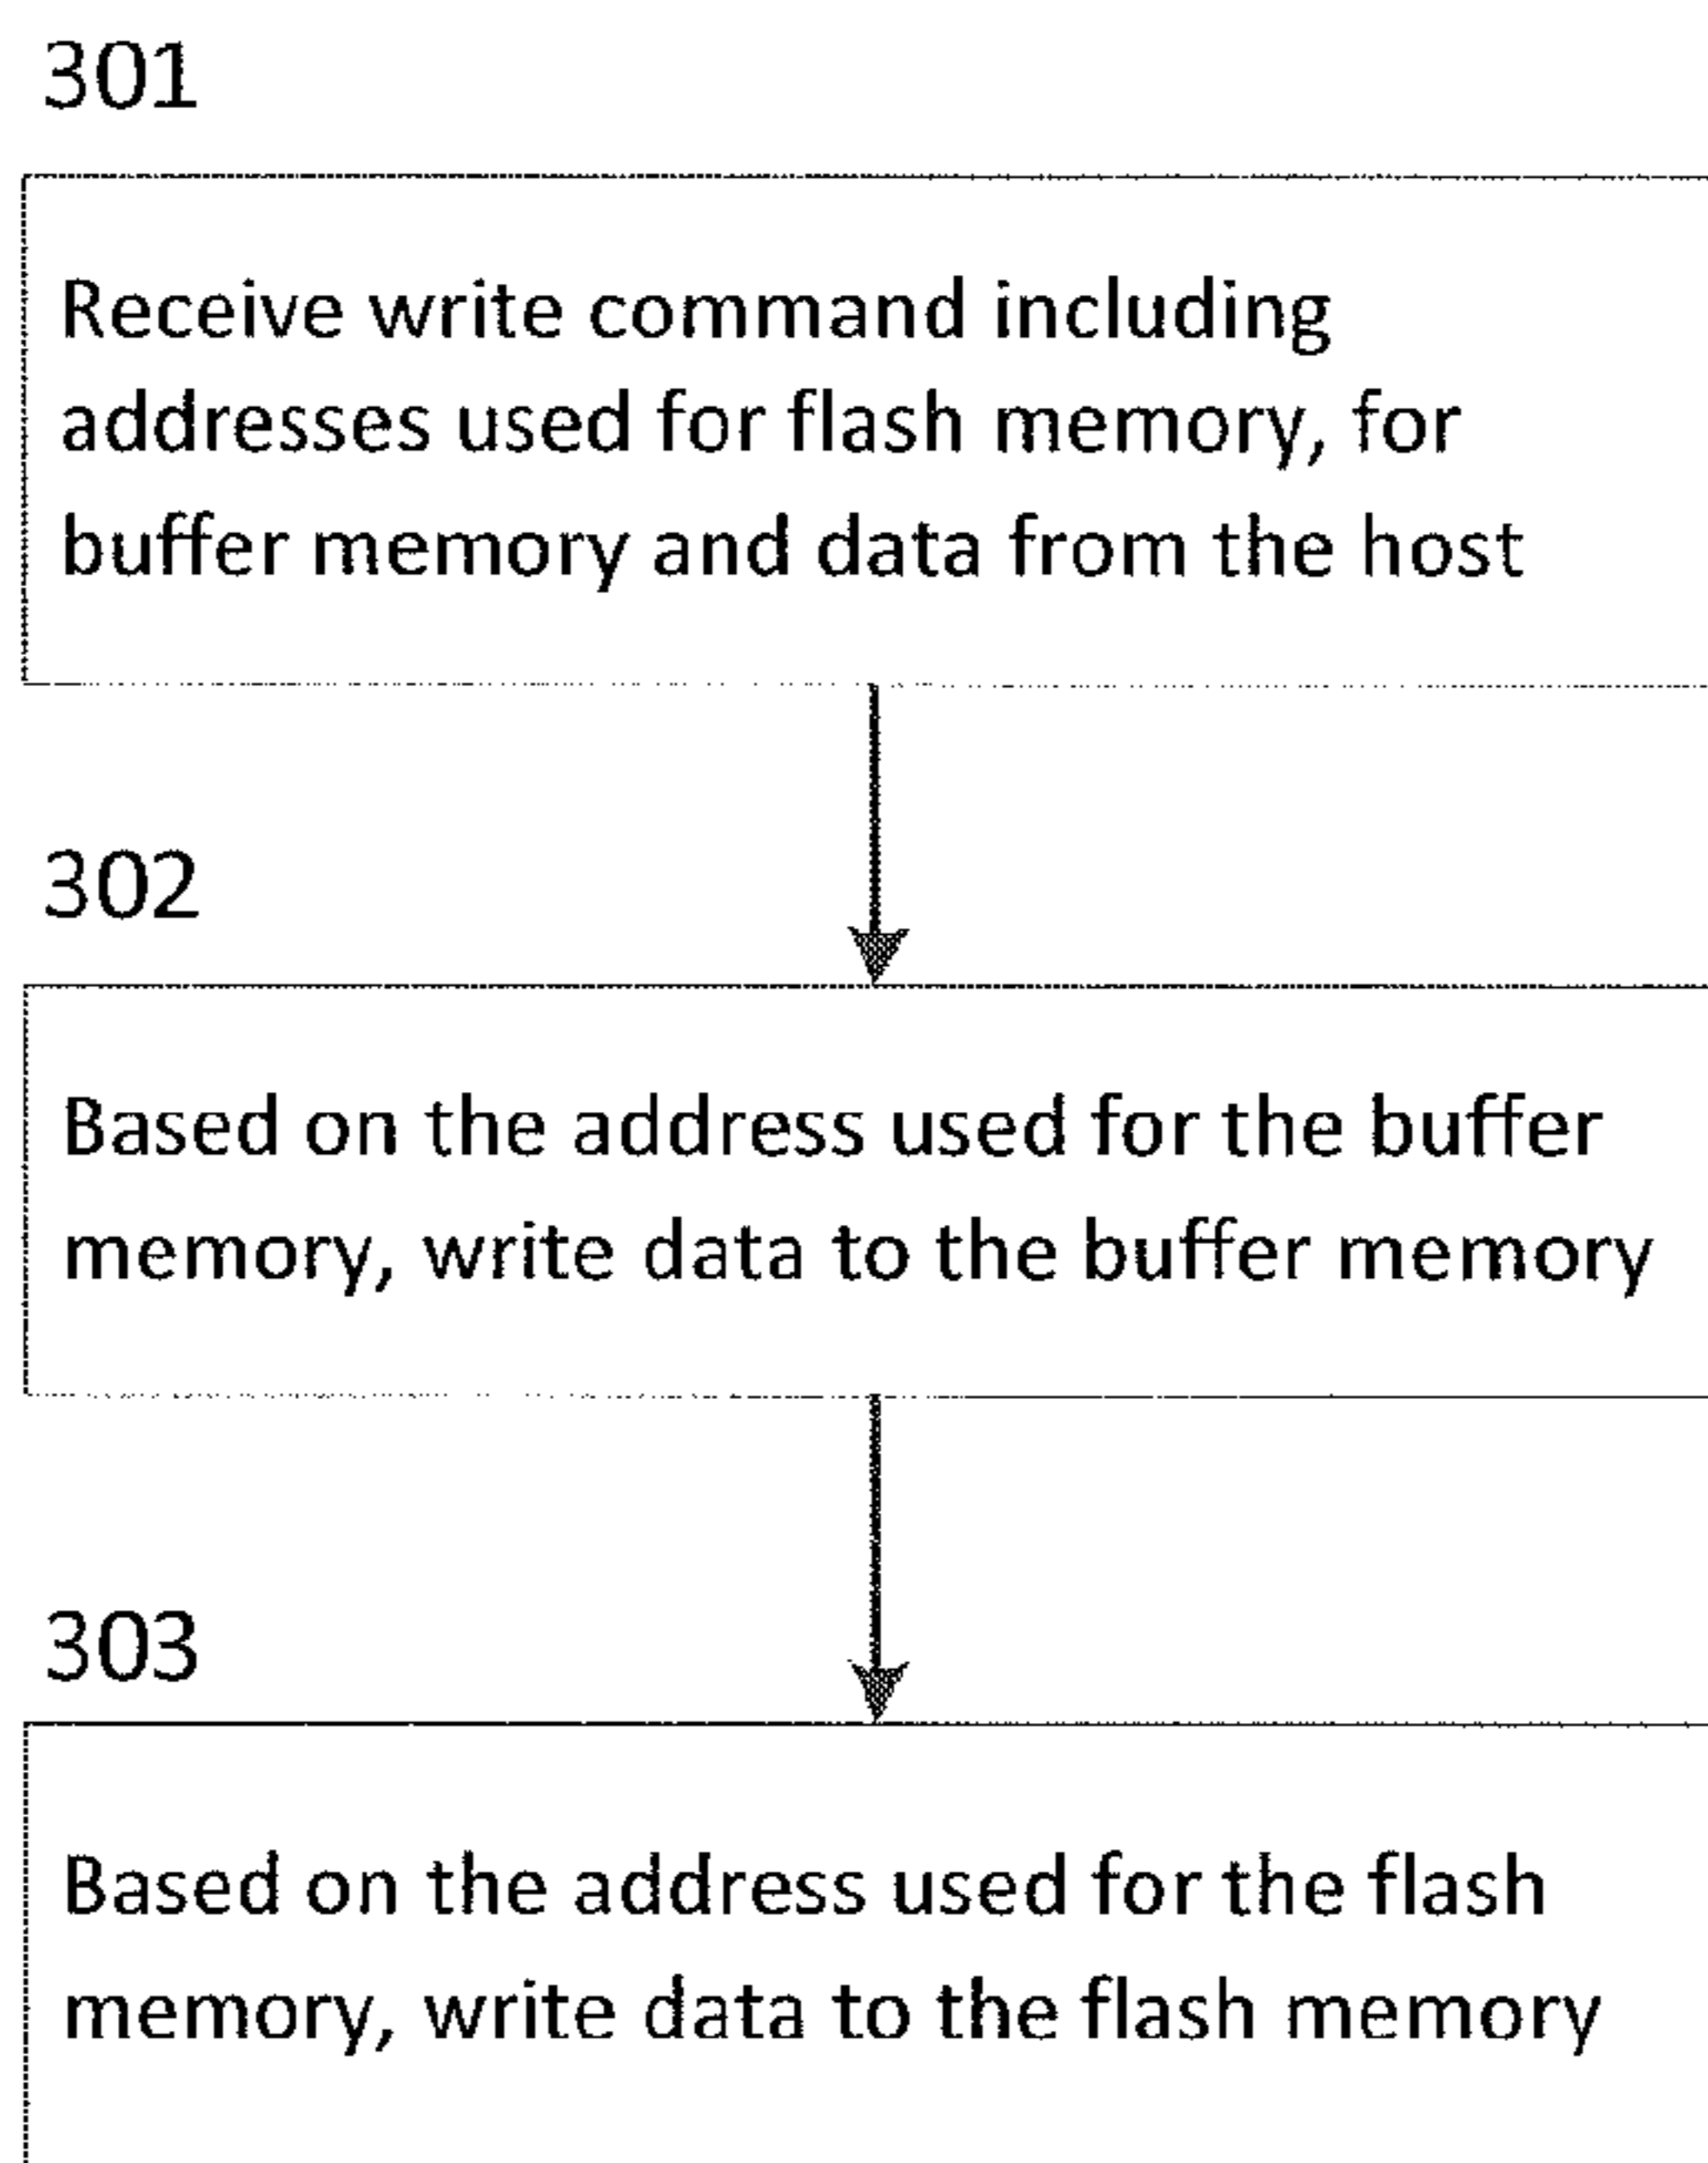 301
Receive write command including
addresses used for flash memory, for
buffer memory and data from the host
302
Based on the address used for the buffer
memory, write data to the buffer memory
303
Based on the address used for the flash
memory, write data to the flash memory